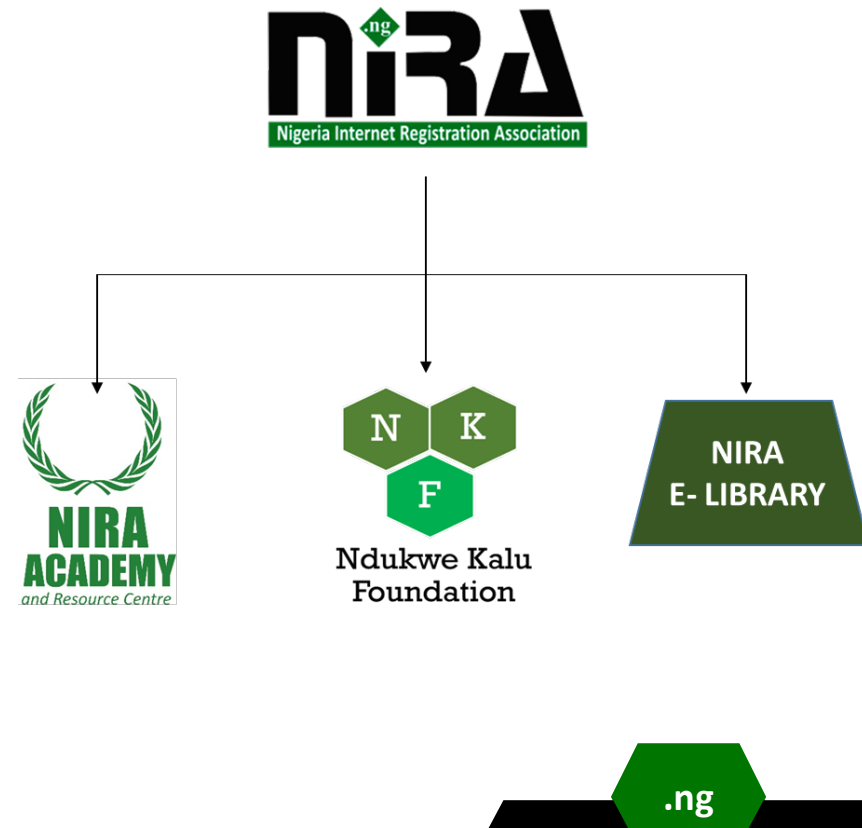 .ng
NiRA
Nigeria Internet Registration Association
NIRA
ACADEMY
and Resource Centre
N K
F
Ndukwe Kalu
Foundation
NIRA
E- LIBRARY
.ng